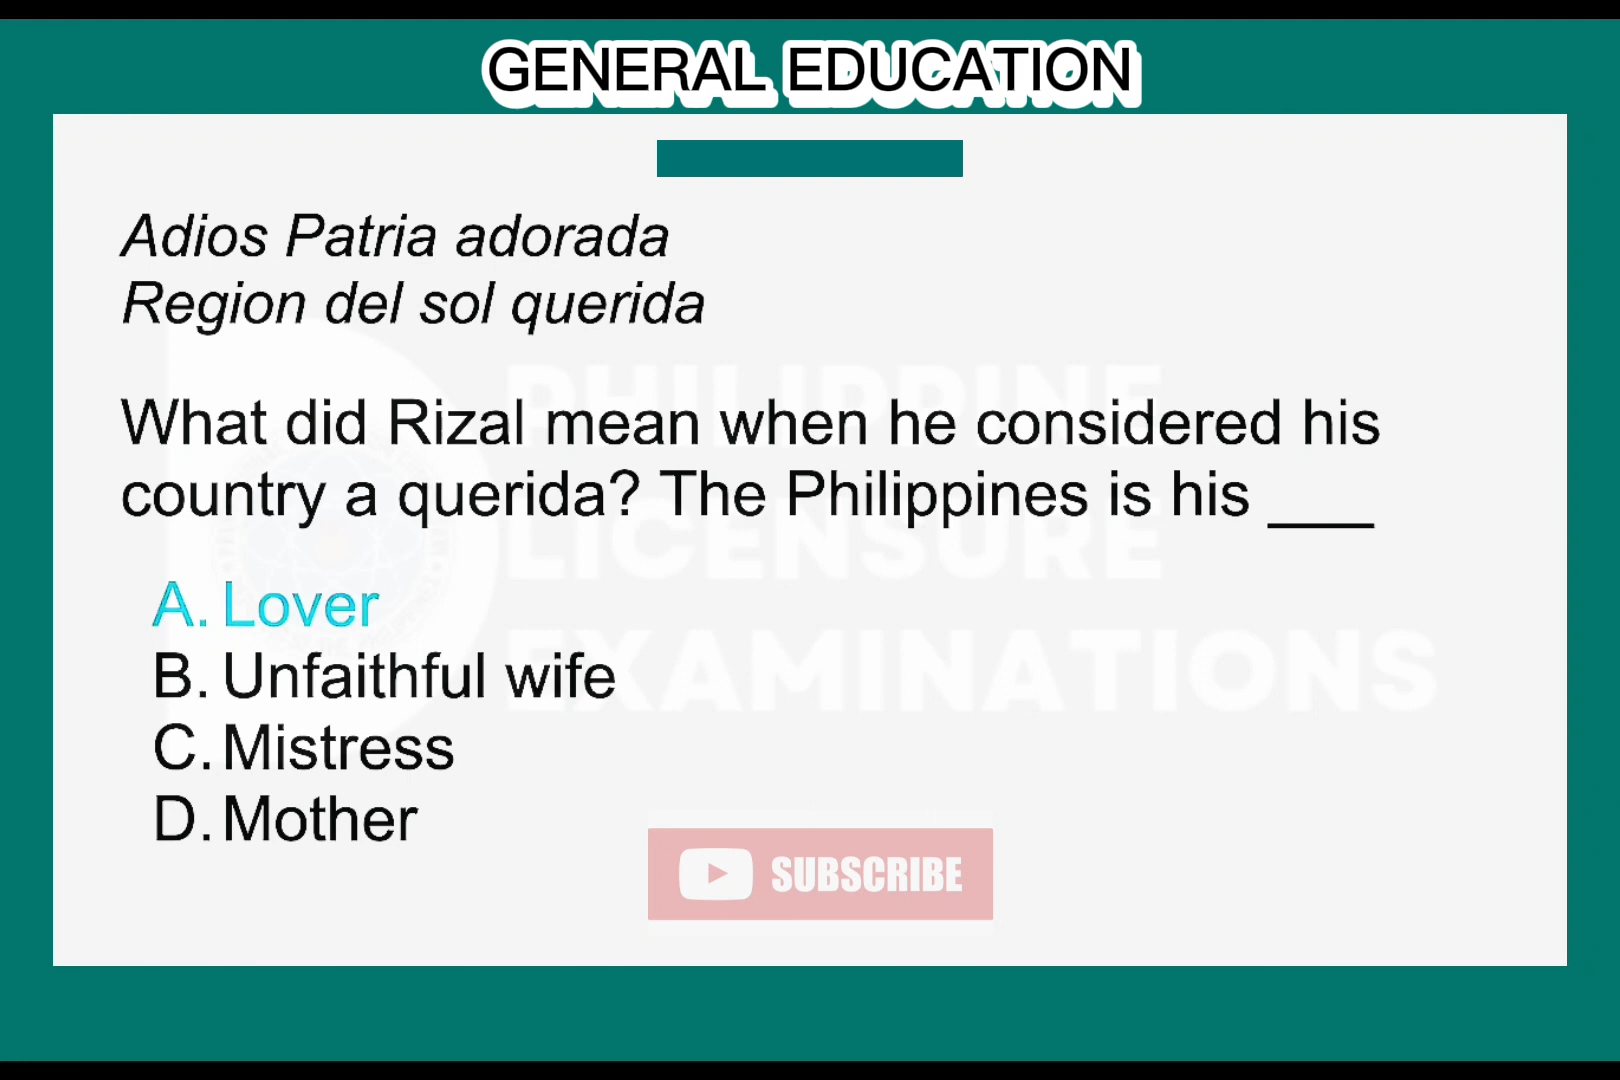 GENERAL EDUCATION
Adios Patria adorada
Region del sol querida
What did Rizal mean when he considered his
country a querida? The Philippines is his ___
A. Lover
B. Unfaithful wife
C. Mistress
D. Mother
PHILIPPINE
LICENSURE
EXAMINATIONS
SUBSCRIBE